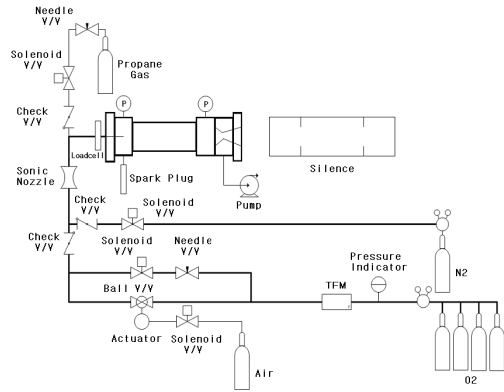 Needle
V/V
Solenoid
V/V
Propane
Gas
Check
V/V
P
P
Loadcell
Sonic
Nozzle
Spark Plug
Silence
Pump
Check
V/V
Solenoid
V/V
Check
V/V
Solenoid
V/V
Needle
V/V
Pressure
Indicator
N2
Ball V/V
TFM
Actuator
Solenoid
V/V
Air
O2